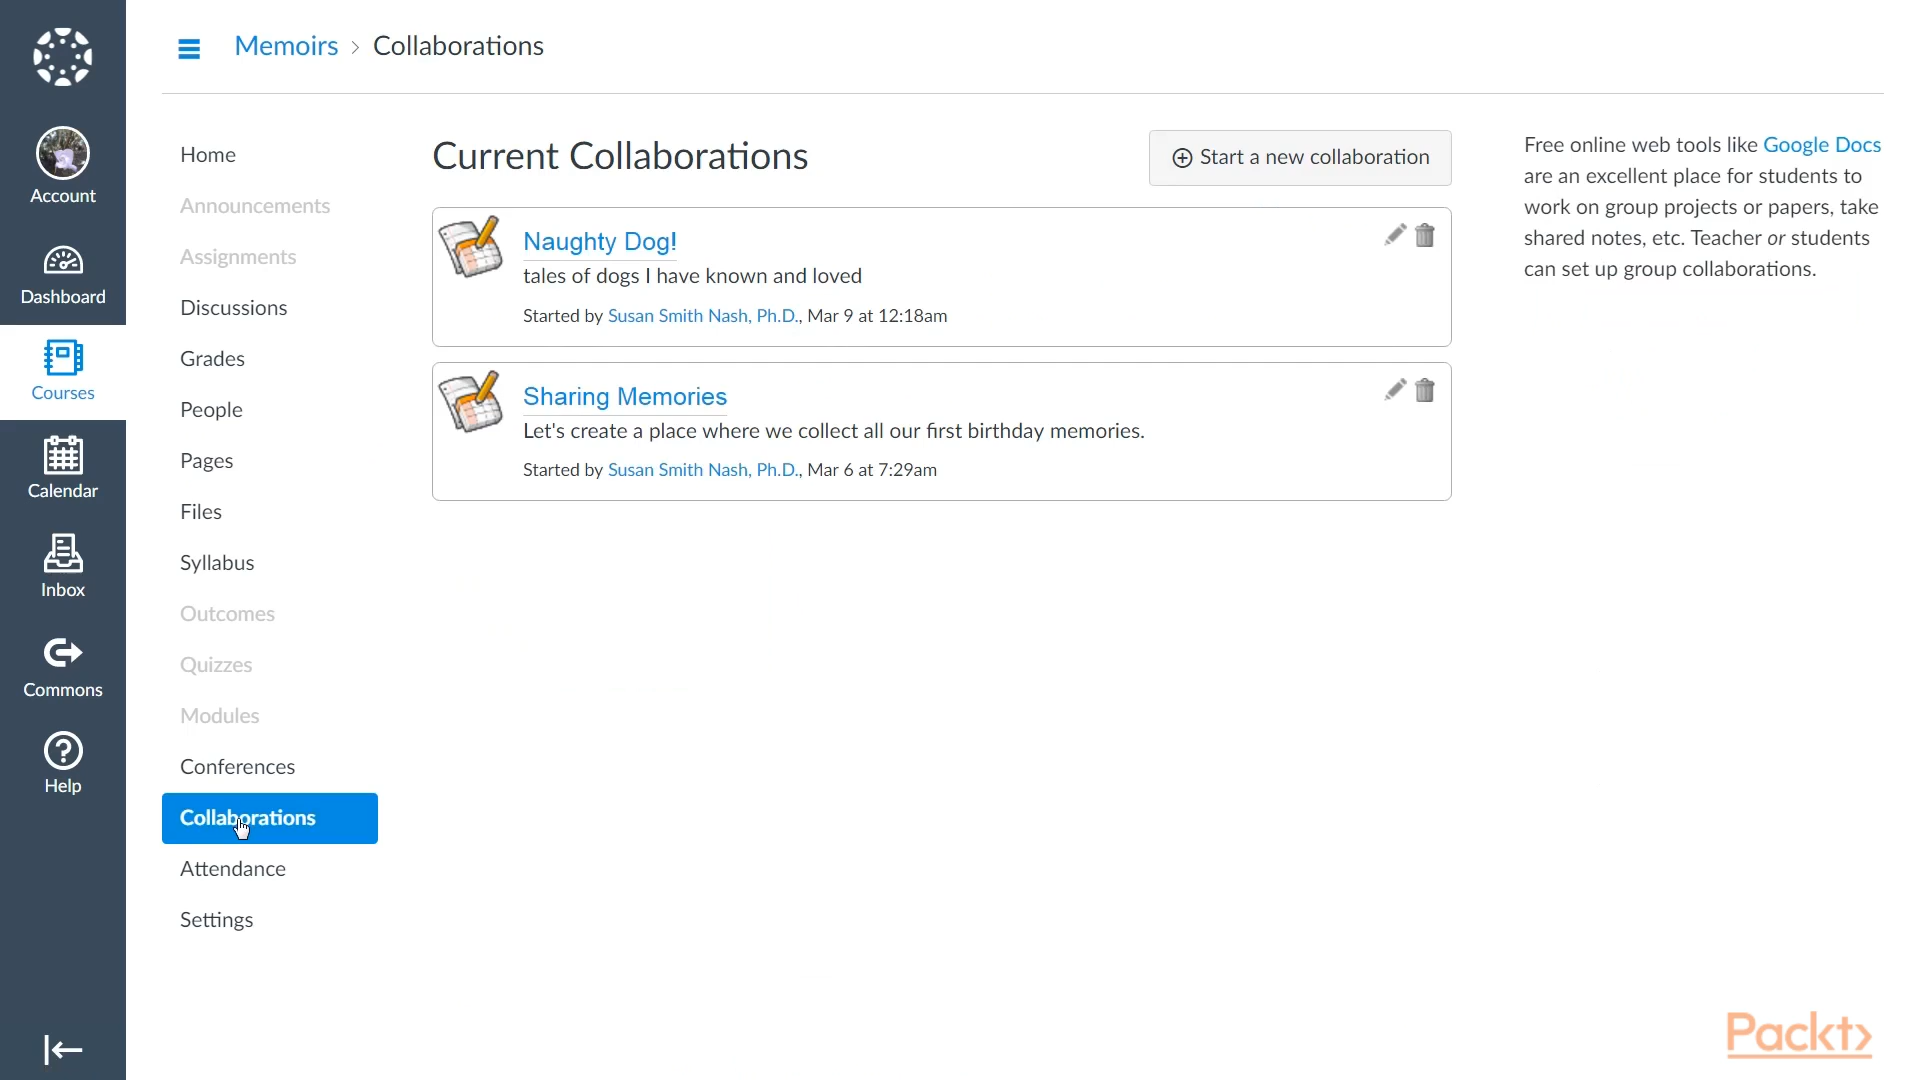 Memoirs > Collaborations
Account
Dashboard
Courses
Calendar
Inbox
Commons
Help
Home
Announcements
Assignments
Discussions
Grades
People
Pages
Files
Syllabus
Outcomes
Quizzes
Modules
Conferences
Collaborations
Attendance
Settings
Current Collaborations
Start a new collaboration
Naughty Dog!
tales of dogs I have known and loved
Started by Susan Smith Nash, Ph.D., Mar 9 at 12:18am
Sharing Memories
Let's create a place where we collect all our first birthday memories.
Started by Susan Smith Nash, Ph.D., Mar 6 at 7:29am
Free online web tools like Google Docs
are an excellent place for students to
work on group projects or papers, take
shared notes, etc. Teacher or students
can set up group collaborations.
Packt>